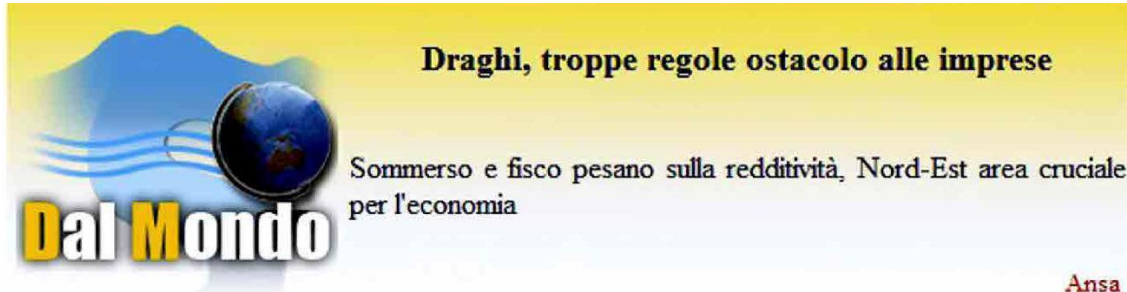 Draghi, troppe regole ostacolo alle imprese
Sommerso e fisco pesano sulla redditività, Nord-Est area cruciale
per l'economia
Dal Mondo
Ansa